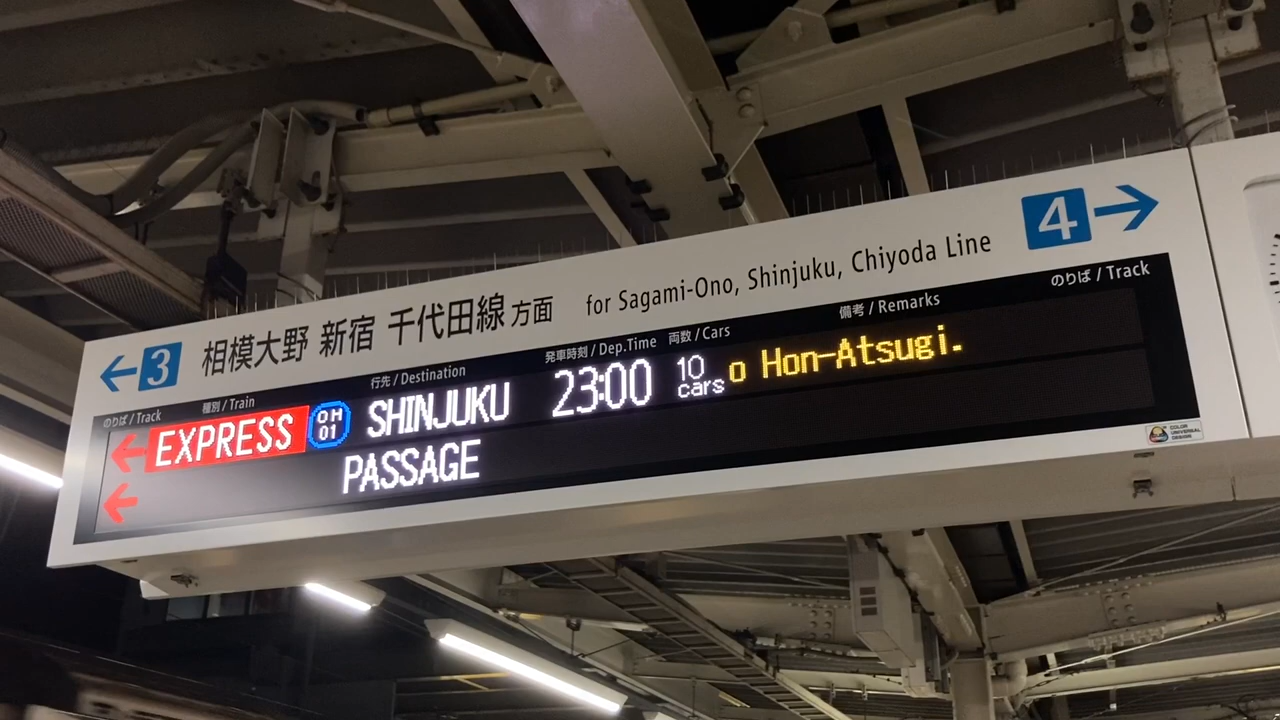 ← 3 相模大野 新宿 千代田線方面 for Sagami-Ono, Shinjuku, Chiyoda Line 4 →
のりば / Track 種別 / Train 行先 / Destination 発車時刻 / Dep.Time 両数 / Cars 備考 / Remarks のりば / Track
← EXPRESS OH 01 SHINJUKU 23:00 10 cars o Hon-Atsugi.
← PASSAGE
COLOR UNIVERSAL DESIGN